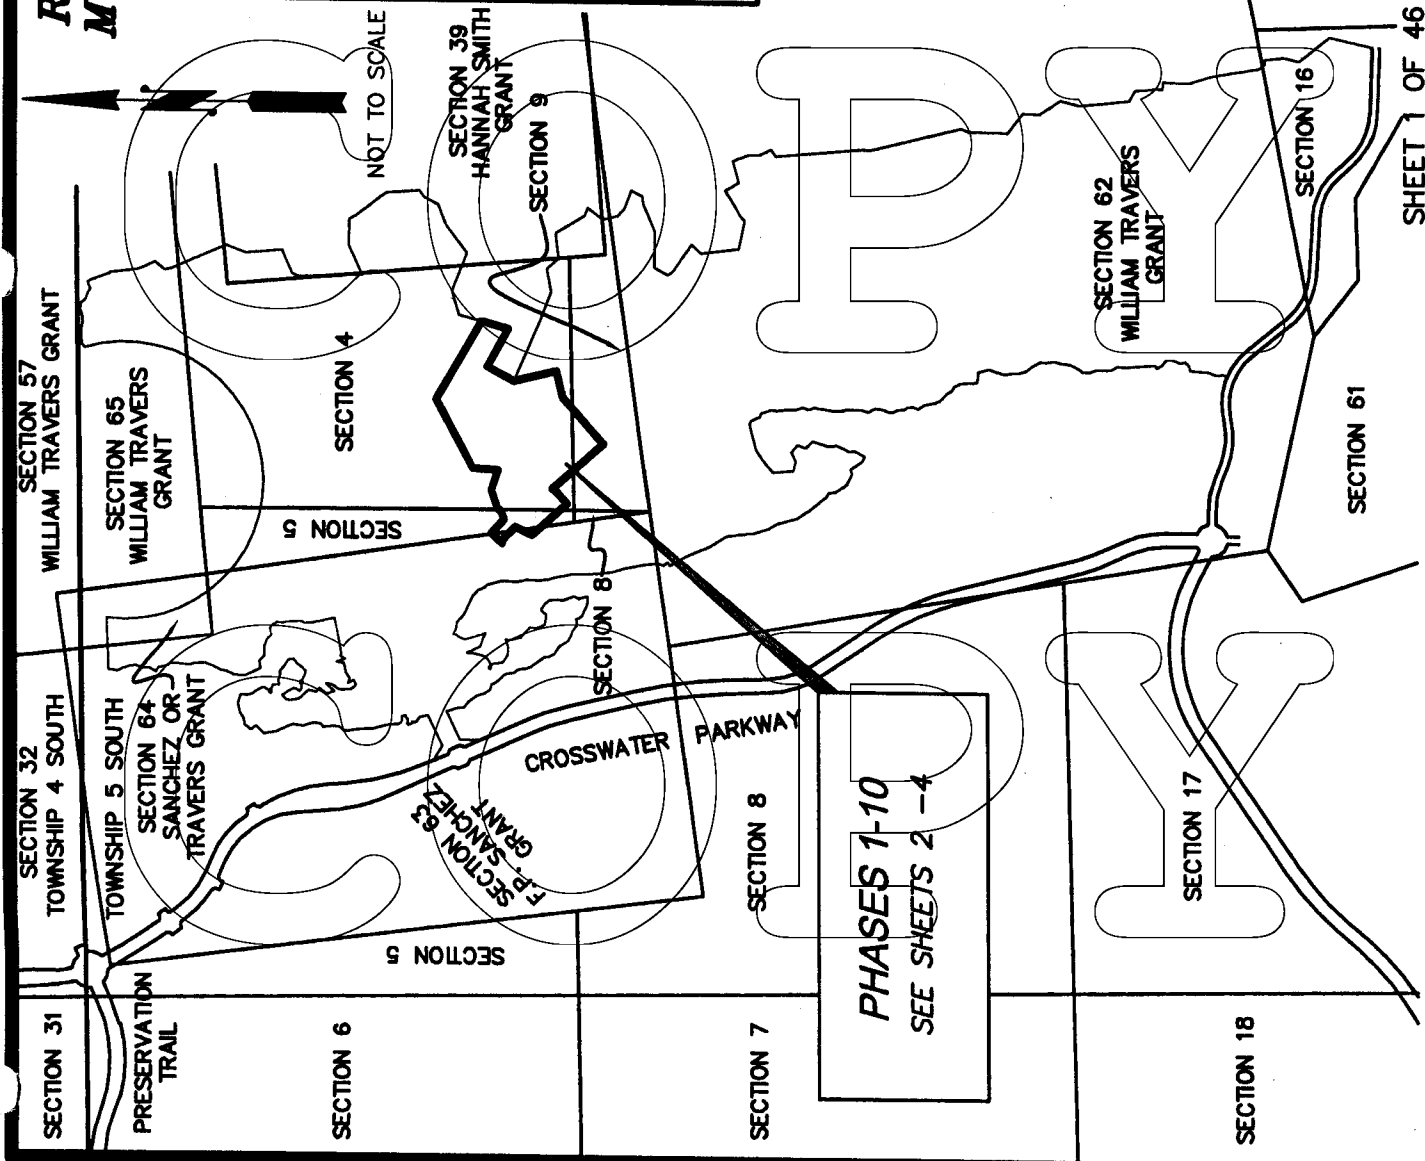 R
M
NOT TO SCALE
SECTION 57
WILLIAM TRAVERS GRANT
SECTION 65
WILLIAM TRAVERS
GRANT
SECTION 32
TOWNSHIP 4 SOUTH
TOWNSHIP 5 SOUTH
SECTION 64
SANCHEZ OR
TRAVERS GRANT
SECTION 31
PRESERVATION
TRAIL
SECTION 39
HANNAH SMITH
GRANT
SECTION 9
SECTION 4
SECTION 5
SECTION 8
SECTION 63
F.P. SANCHEZ
GRANT
SECTION 5
SECTION 6
CROSSWATER PARKWAY
SECTION 8
SECTION 7
PHASES 1-10
SEE SHEETS 2 -4
SECTION 62
WILLIAM TRAVERS
GRANT
SECTION 16
SECTION 61
SECTION 17
SECTION 18
SHEET 1 OF 46
COPY
COPY